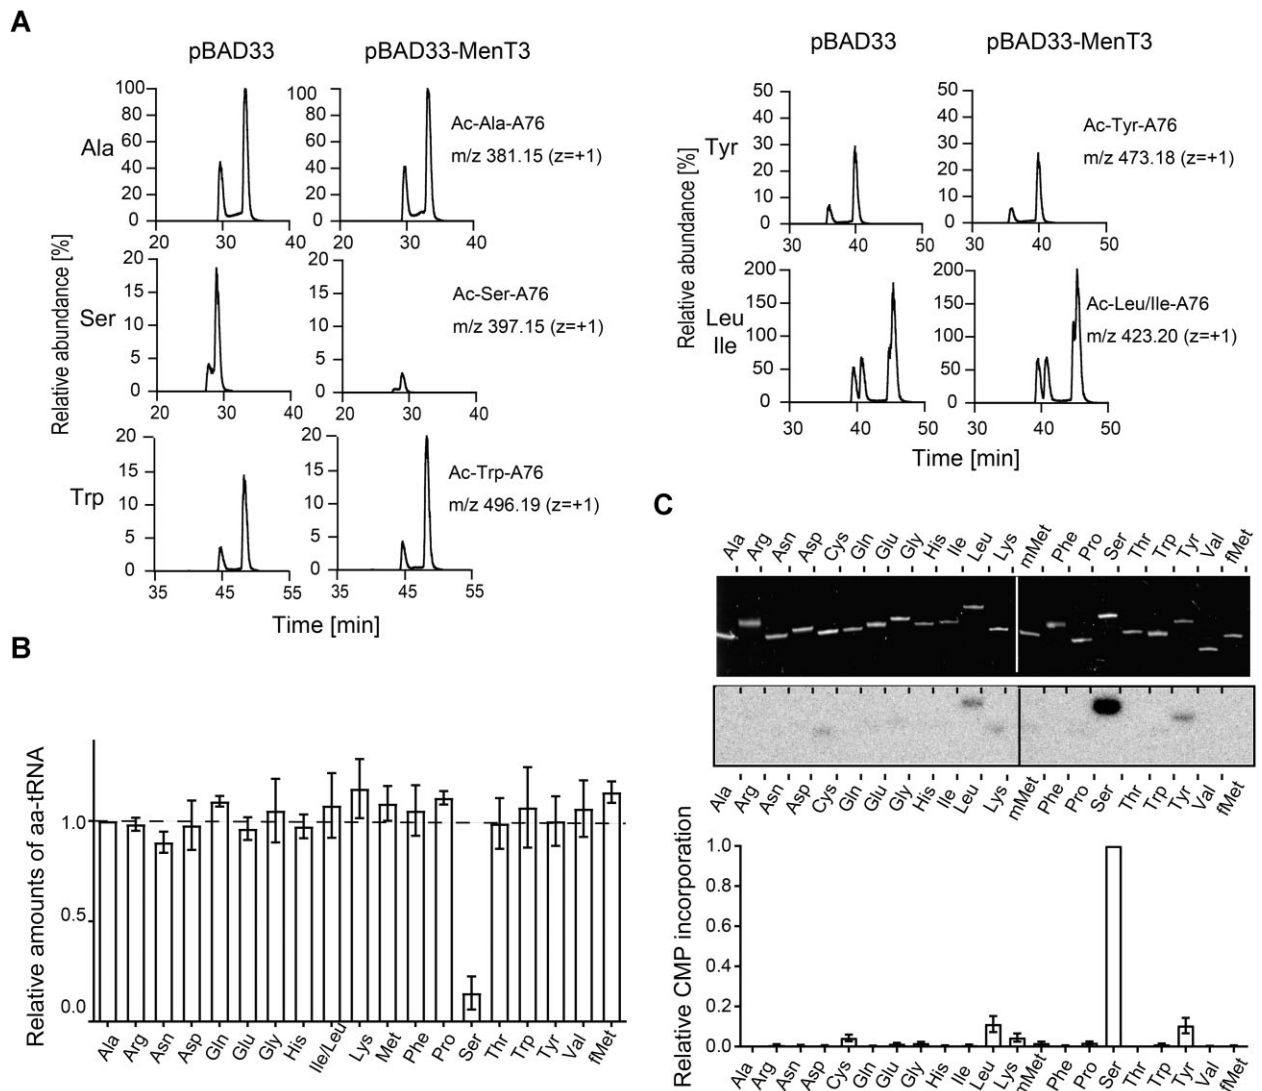 A
pBAD33
pBAD33-MenT3
Ala
100
80
60
40
20
0
20
30
40
100
80
60
40
20
0
20
30
40
Ac-Ala-A76
m/z 381.15 (z=+1)
Relative abundance [%]
Ser
20
15
10
5
0
20
30
40
20
15
10
5
0
20
30
40
Ac-Ser-A76
m/z 397.15 (z=+1)
Trp
20
15
10
5
0
35
45
55
20
15
10
5
0
35
45
55
Ac-Trp-A76
m/z 496.19 (z=+1)
Time [min]
pBAD33
pBAD33-MenT3
Relative abundance [%]
Tyr
50
40
30
20
10
0
30
40
50
50
40
30
20
10
0
30
40
50
Ac-Tyr-A76
m/z 473.18 (z=+1)
Leu
Ile
200
150
100
50
0
30
40
50
200
150
100
50
0
30
40
50
Ac-Leu/Ile-A76
m/z 423.20 (z=+1)
Time [min]
B
Relative amounts of aa-tRNA
1.0
0.5
0.0
Ala Arg Asn Asp Gln Glu Gly His Ile/Leu Lys Met Phe Pro Ser Thr Trp Tyr Val fMet
C
Ala Arg Asn Asp Cys Gln Glu Gly His Ile Leu Lys mMet Phe Pro Ser Thr Trp Tyr Val fMet
Ala Arg Asn Asp Cys Gln Glu Gly His Ile Leu Lys mMet Phe Pro Ser Thr Trp Tyr Val fMet
Relative CMP incorporation
1.0
0.8
0.6
0.4
0.2
0.0
Ala Arg Asn Asp Cys Gln Glu Gly His Ile Leu Lys mMet Phe Pro Ser Thr Trp Tyr Val fMet